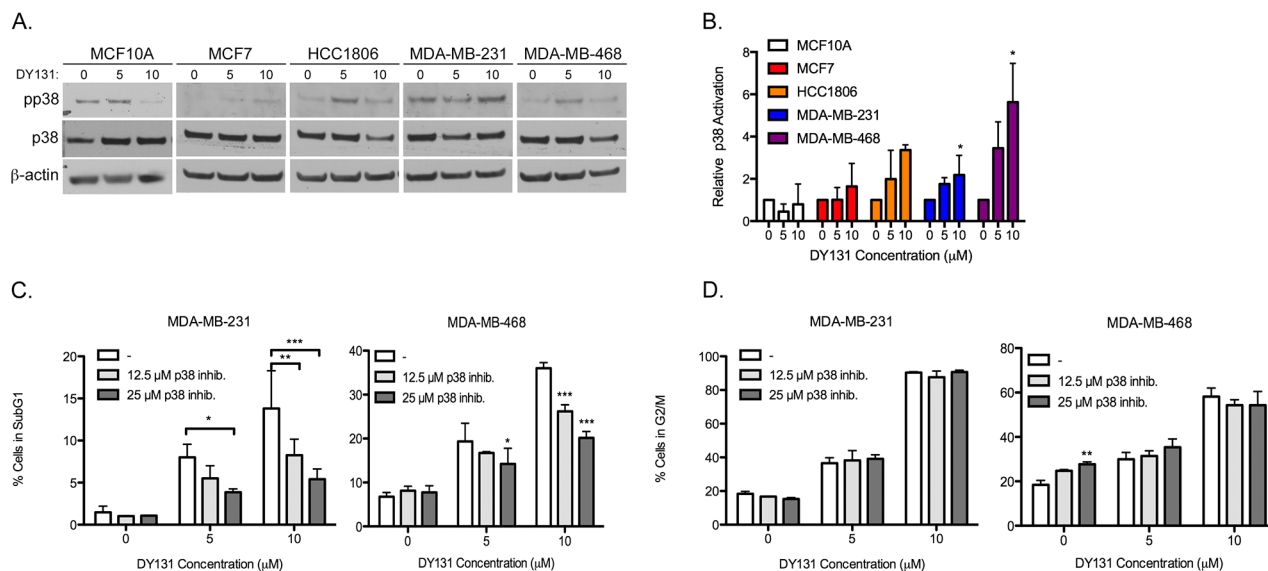 A.
MCF10A MCF7 HCC1806 MDA-MB-231 MDA-MB-468
DY131: 0 5 10 0 5 10 0 5 10 0 5 10 0 5 10
pp38
p38
β-actin
B.
Relative p38 Activation
8
6
4
2
0
MCF10A
MCF7
HCC1806
MDA-MB-231
MDA-MB-468
*
*
0 5 10 0 5 10 0 5 10 0 5 10 0 5 10
DY131 Concentration (μM)
C.
MDA-MB-231
% Cells in SubG1
20
15
10
5
0
-
12.5 μM p38 inhib.
25 μM p38 inhib.
*
**
***
0 5 10
DY131 Concentration (μM)
MDA-MB-468
40
30
20
10
0
-
12.5 μM p38 inhib.
25 μM p38 inhib.
*
***
***
0 5 10
DY131 Concentration (μM)
D.
MDA-MB-231
% Cells in G2/M
100
80
60
40
20
0
-
12.5 μM p38 inhib.
25 μM p38 inhib.
0 5 10
DY131 Concentration (μM)
MDA-MB-468
80
60
40
20
0
-
12.5 μM p38 inhib.
25 μM p38 inhib.
**
0 5 10
DY131 Concentration (μM)